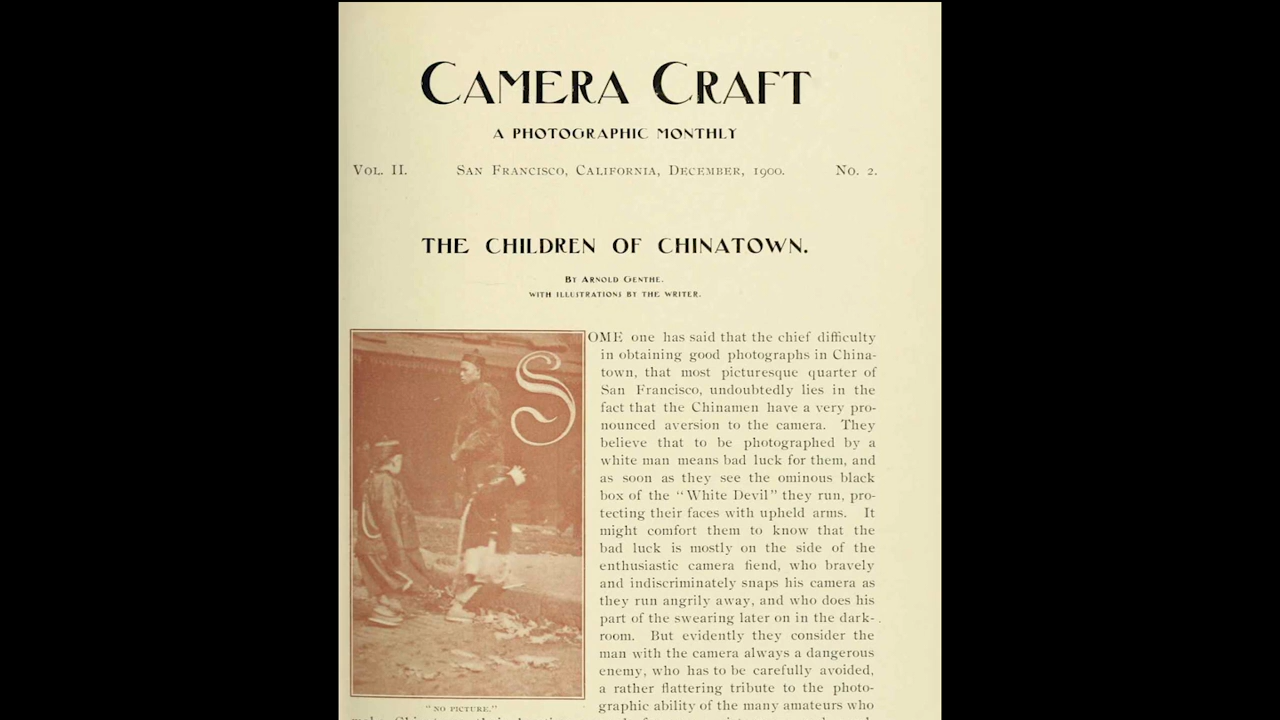 CAMERA CRAFT
A PHOTOGRAPHIC MONTHLY
VOL. II. SAN FRANCISCO, CALIFORNIA, DECEMBER, 1900. NO. 2.
THE CHILDREN OF CHINATOWN.
BY ARNOLD GENTHE.
WITH ILLUSTRATIONS BY THE WRITER.
SOME one has said that the chief difficulty
in obtaining good photographs in China-
town, that most picturesque quarter of
San Francisco, undoubtedly lies in the
fact that the Chinamen have a very pro-
nounced aversion to the camera. They
believe that to be photographed by a
white man means bad luck for them, and
as soon as they see the ominous black
box of the "White Devil" they run, pro-
tecting their faces with upheld arms. It
might comfort them to know that the
bad luck is mostly on the side of the
enthusiastic camera fiend, who bravely
and indiscriminately snaps his camera as
they run angrily away, and who does his
part of the swearing later on in the dark-
room. But evidently they consider the
man with the camera always a dangerous
enemy, who has to be carefully avoided,
a rather flattering tribute to the photo-
graphic ability of the many amateurs who
"NO PICTURE."